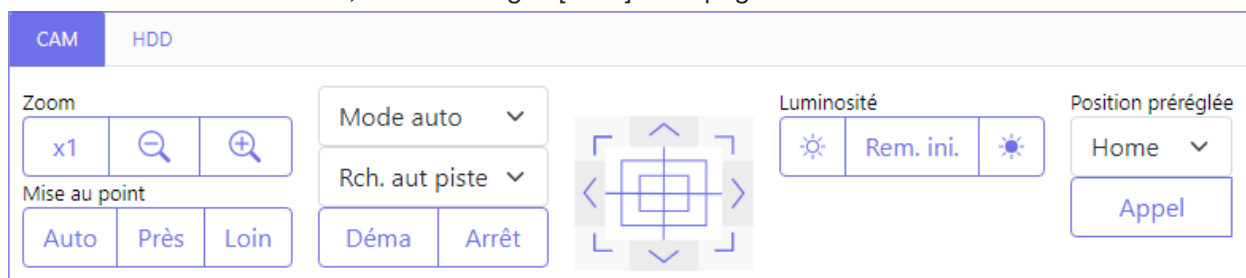 CAM HDD
Zoom
x1
Mise au point
Auto Près Loin
Mode auto
Rch. aut piste
Déma Arrêt
Luminosité
Rem. ini.
Position préréglée
Home
Appel